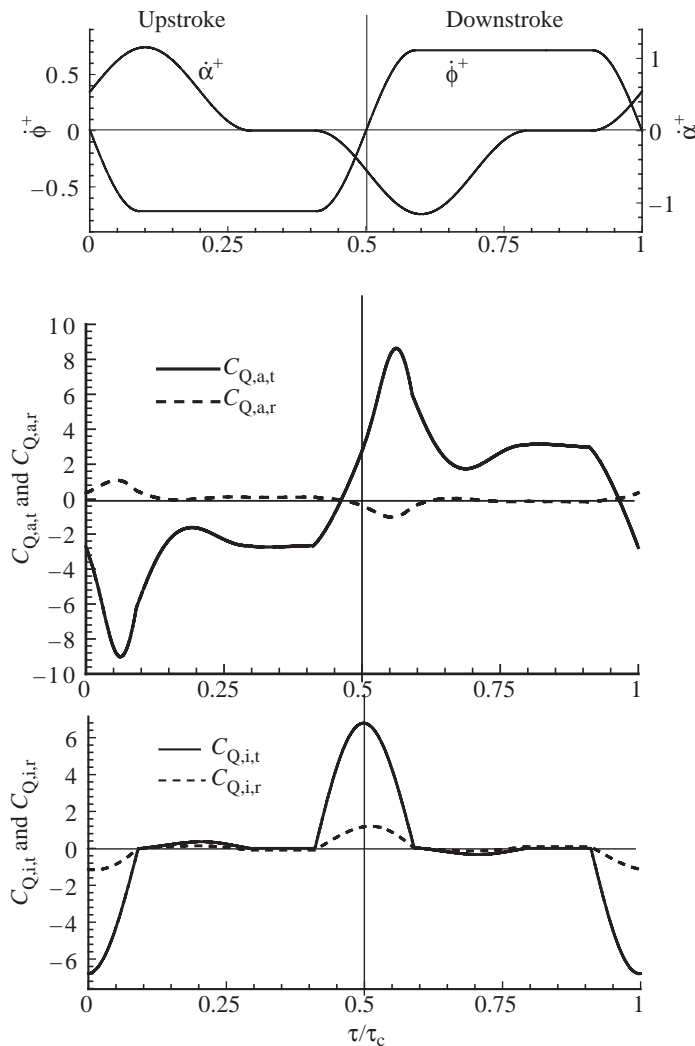 Upstroke Downstroke
α̇⁺ ϕ̇⁺
0.5 0 −0.5
ϕ̇⁺
1 0 −1
α̇⁺
0 0.25 0.5 0.75 1
10 8 6 4 2 0 −2 −4 −6 −8 −10
C_Q,a,t and C_Q,a,r
C_Q,a,t
C_Q,a,r
0 0.25 0.5 0.75 1
6 4 2 0 −2 −4 −6
C_Q,i,t and C_Q,i,r
C_Q,i,t
C_Q,i,r
0 0.25 0.5 0.75 1
τ/τ_c